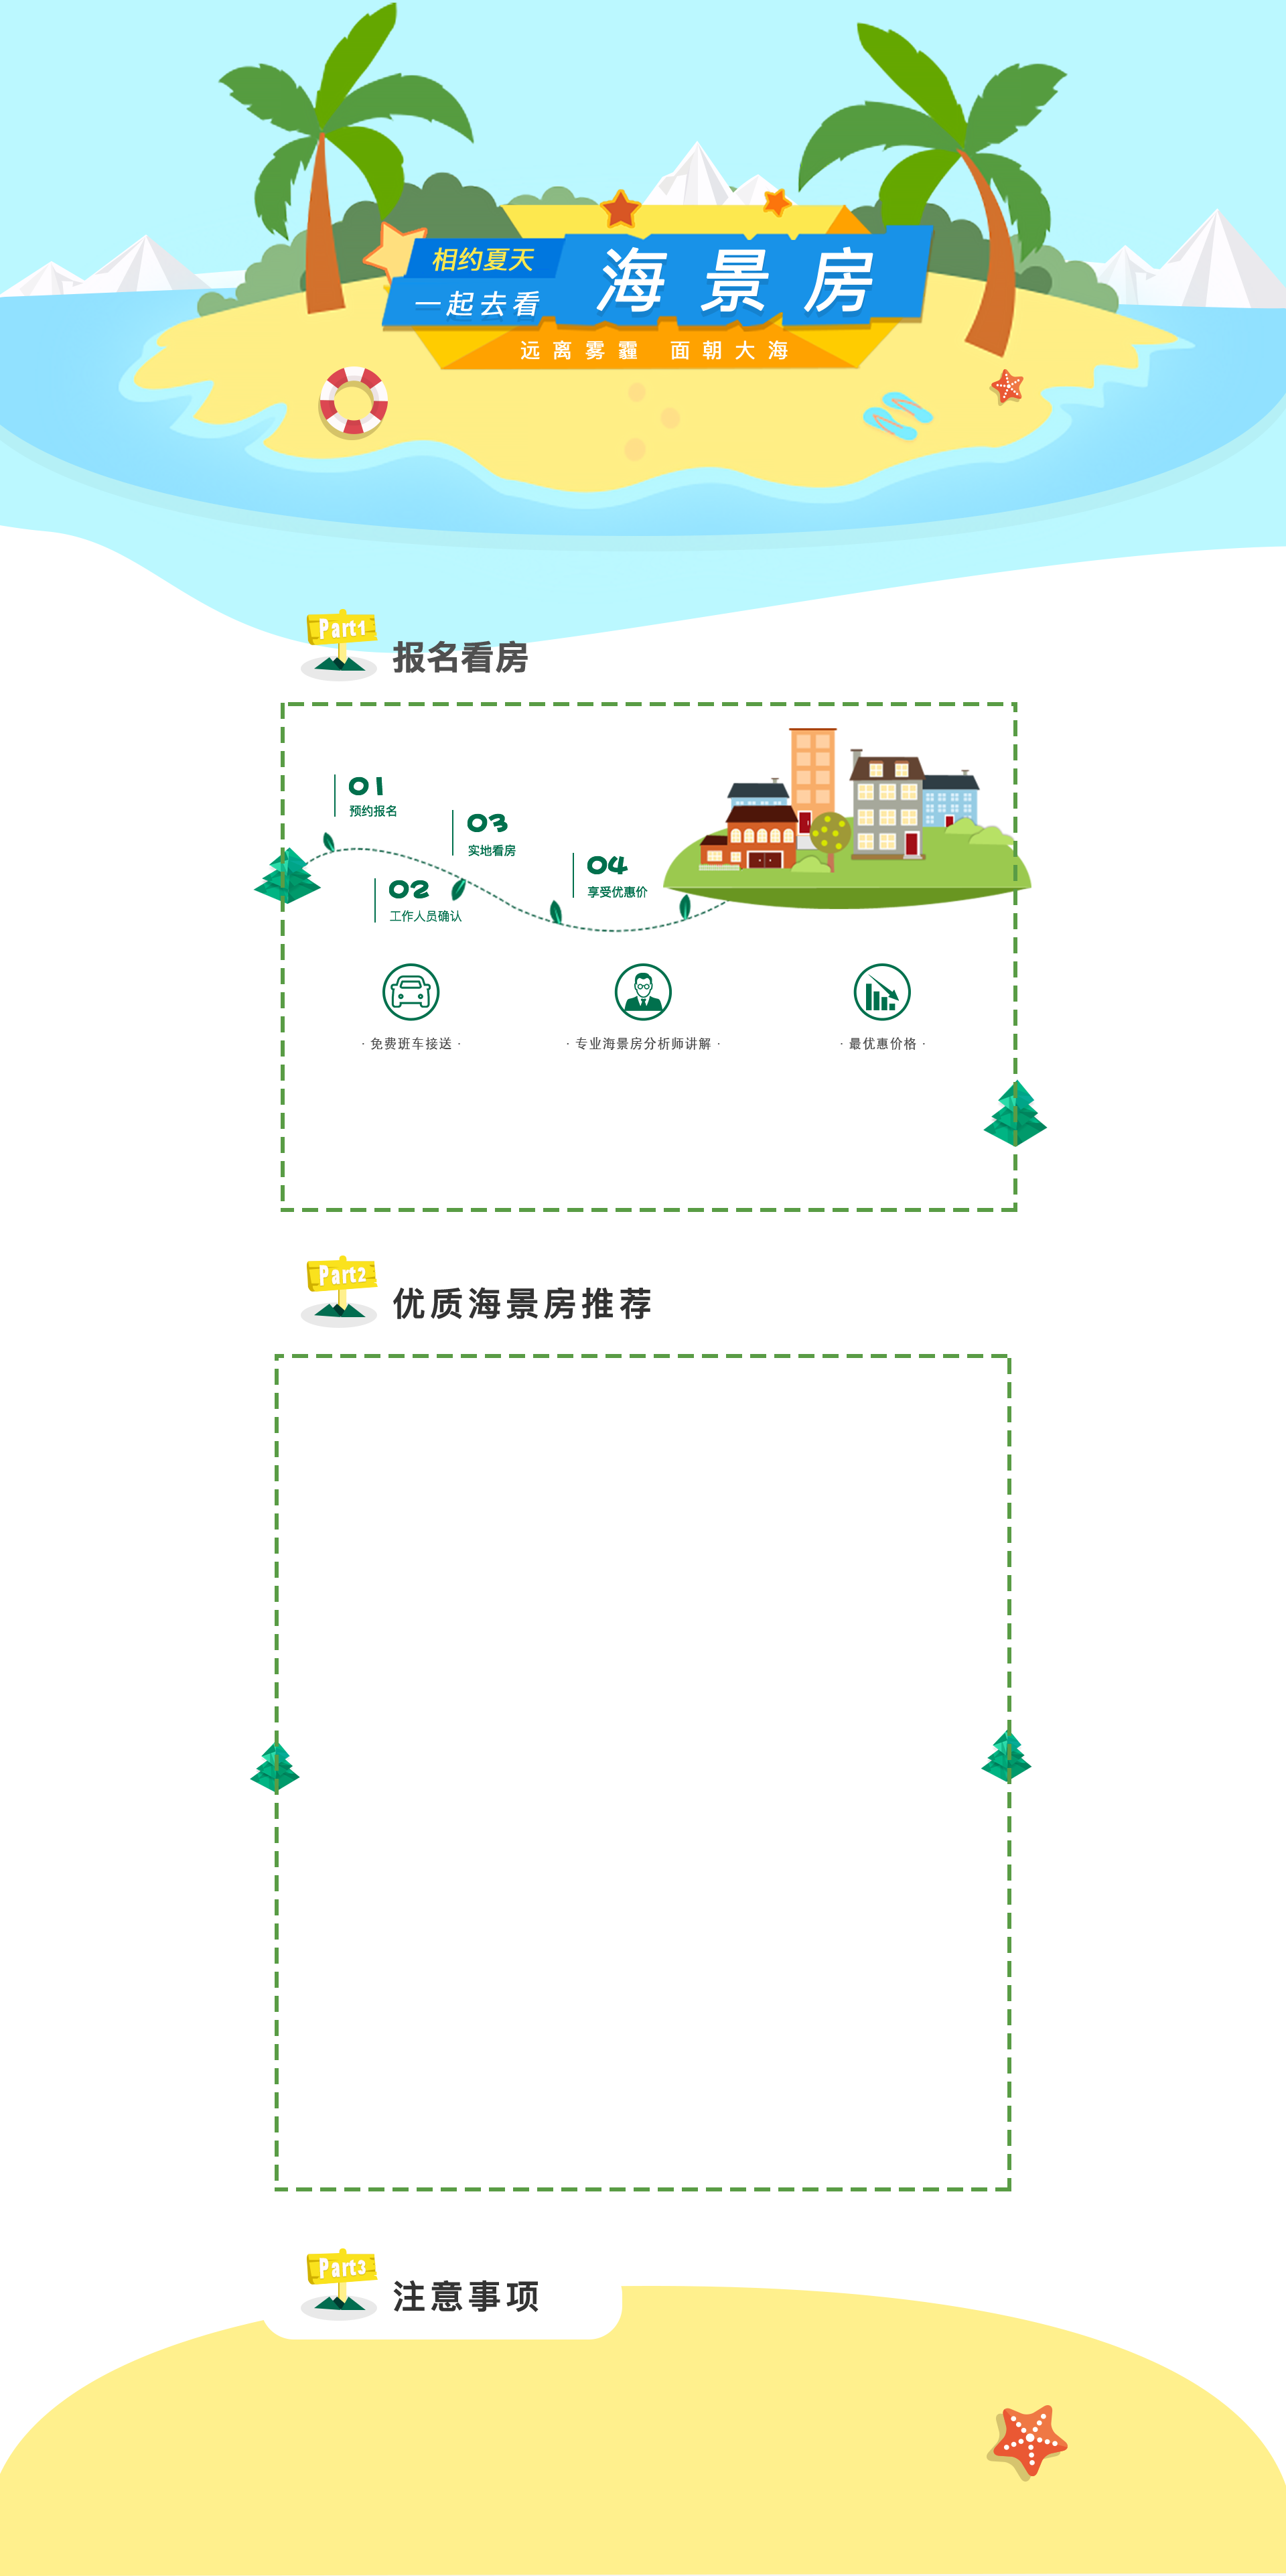 相约夏天
一起去看
海景房
远离雾霾 面朝大海
Part1
报名看房
01
预约报名
03
实地看房
04
享受优惠价
02
工作人员确认
· 免费班车接送 ·
· 专业海景房分析师讲解 ·
· 最优惠价格 ·
Part2
优质海景房推荐
Part3
注意事项